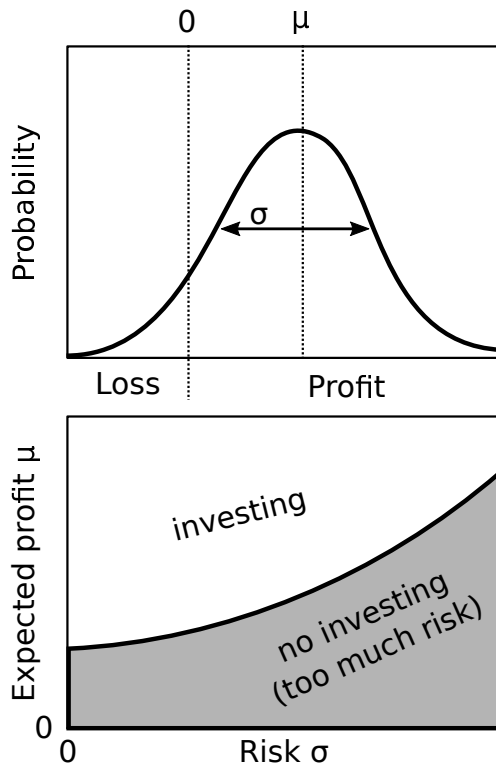 0 μ
Probability
σ
Loss Profit
Expected profit μ
investing
no investing
(too much risk)
0
0
Risk σ